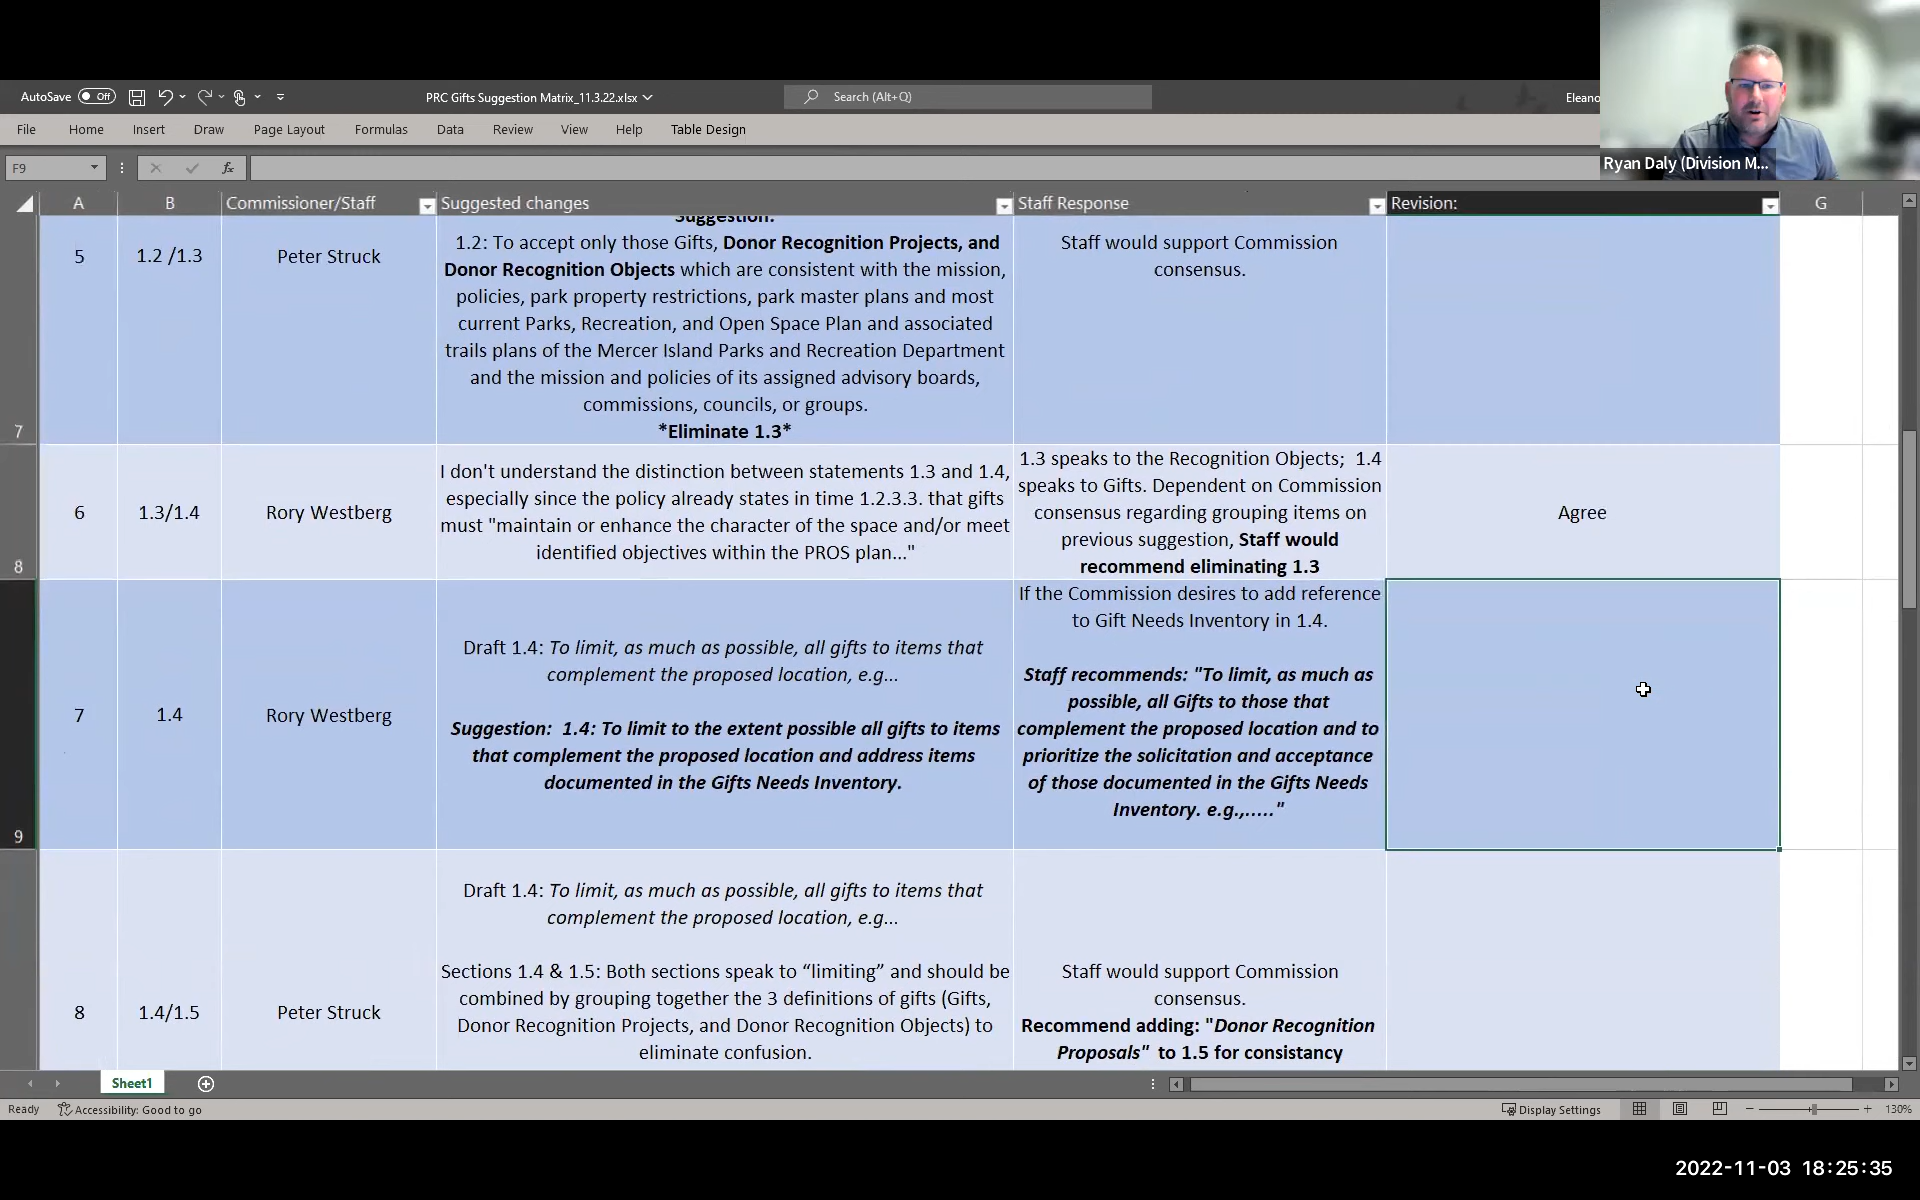 AutoSave Off
PRC Gifts Suggestion Matrix_11.3.22.xlsx
Search (Alt+Q)
Eleano
File Home Insert Draw Page Layout Formulas Data Review View Help Table Design
Ryan Daly (Division M...
F9
fx
A B Commissioner/Staff Suggested changes Staff Response Revision: G
Suggestion:
5 1.2 /1.3 Peter Struck
1.2: To accept only those Gifts, Donor Recognition Projects, and
Donor Recognition Objects which are consistent with the mission,
policies, park property restrictions, park master plans and most
current Parks, Recreation, and Open Space Plan and associated
trails plans of the Mercer Island Parks and Recreation Department
and the mission and policies of its assigned advisory boards,
commissions, councils, or groups.
*Eliminate 1.3*
Staff would support Commission
consensus.
7
6 1.3/1.4 Rory Westberg
I don't understand the distinction between statements 1.3 and 1.4,
especially since the policy already states in time 1.2.3.3. that gifts
must "maintain or enhance the character of the space and/or meet
identified objectives within the PROS plan..."
1.3 speaks to the Recognition Objects; 1.4
speaks to Gifts. Dependent on Commission
consensus regarding grouping items on
previous suggestion, Staff would
recommend eliminating 1.3
Agree
8
7 1.4 Rory Westberg
Draft 1.4: To limit, as much as possible, all gifts to items that
complement the proposed location, e.g...
Suggestion: 1.4: To limit to the extent possible all gifts to items
that complement the proposed location and address items
documented in the Gifts Needs Inventory.
If the Commission desires to add reference
to Gift Needs Inventory in 1.4.
Staff recommends: "To limit, as much as
possible, all Gifts to those that
complement the proposed location and to
prioritize the solicitation and acceptance
of those documented in the Gifts Needs
Inventory. e.g.,....."
9
8 1.4/1.5 Peter Struck
Draft 1.4: To limit, as much as possible, all gifts to items that
complement the proposed location, e.g...
Sections 1.4 & 1.5: Both sections speak to “limiting” and should be
combined by grouping together the 3 definitions of gifts (Gifts,
Donor Recognition Projects, and Donor Recognition Objects) to
eliminate confusion.
Staff would support Commission
consensus.
Recommend adding: "Donor Recognition
Proposals" to 1.5 for consistancy
Sheet1
Ready Accessibility: Good to go Display Settings 130%
2022-11-03 18:25:35